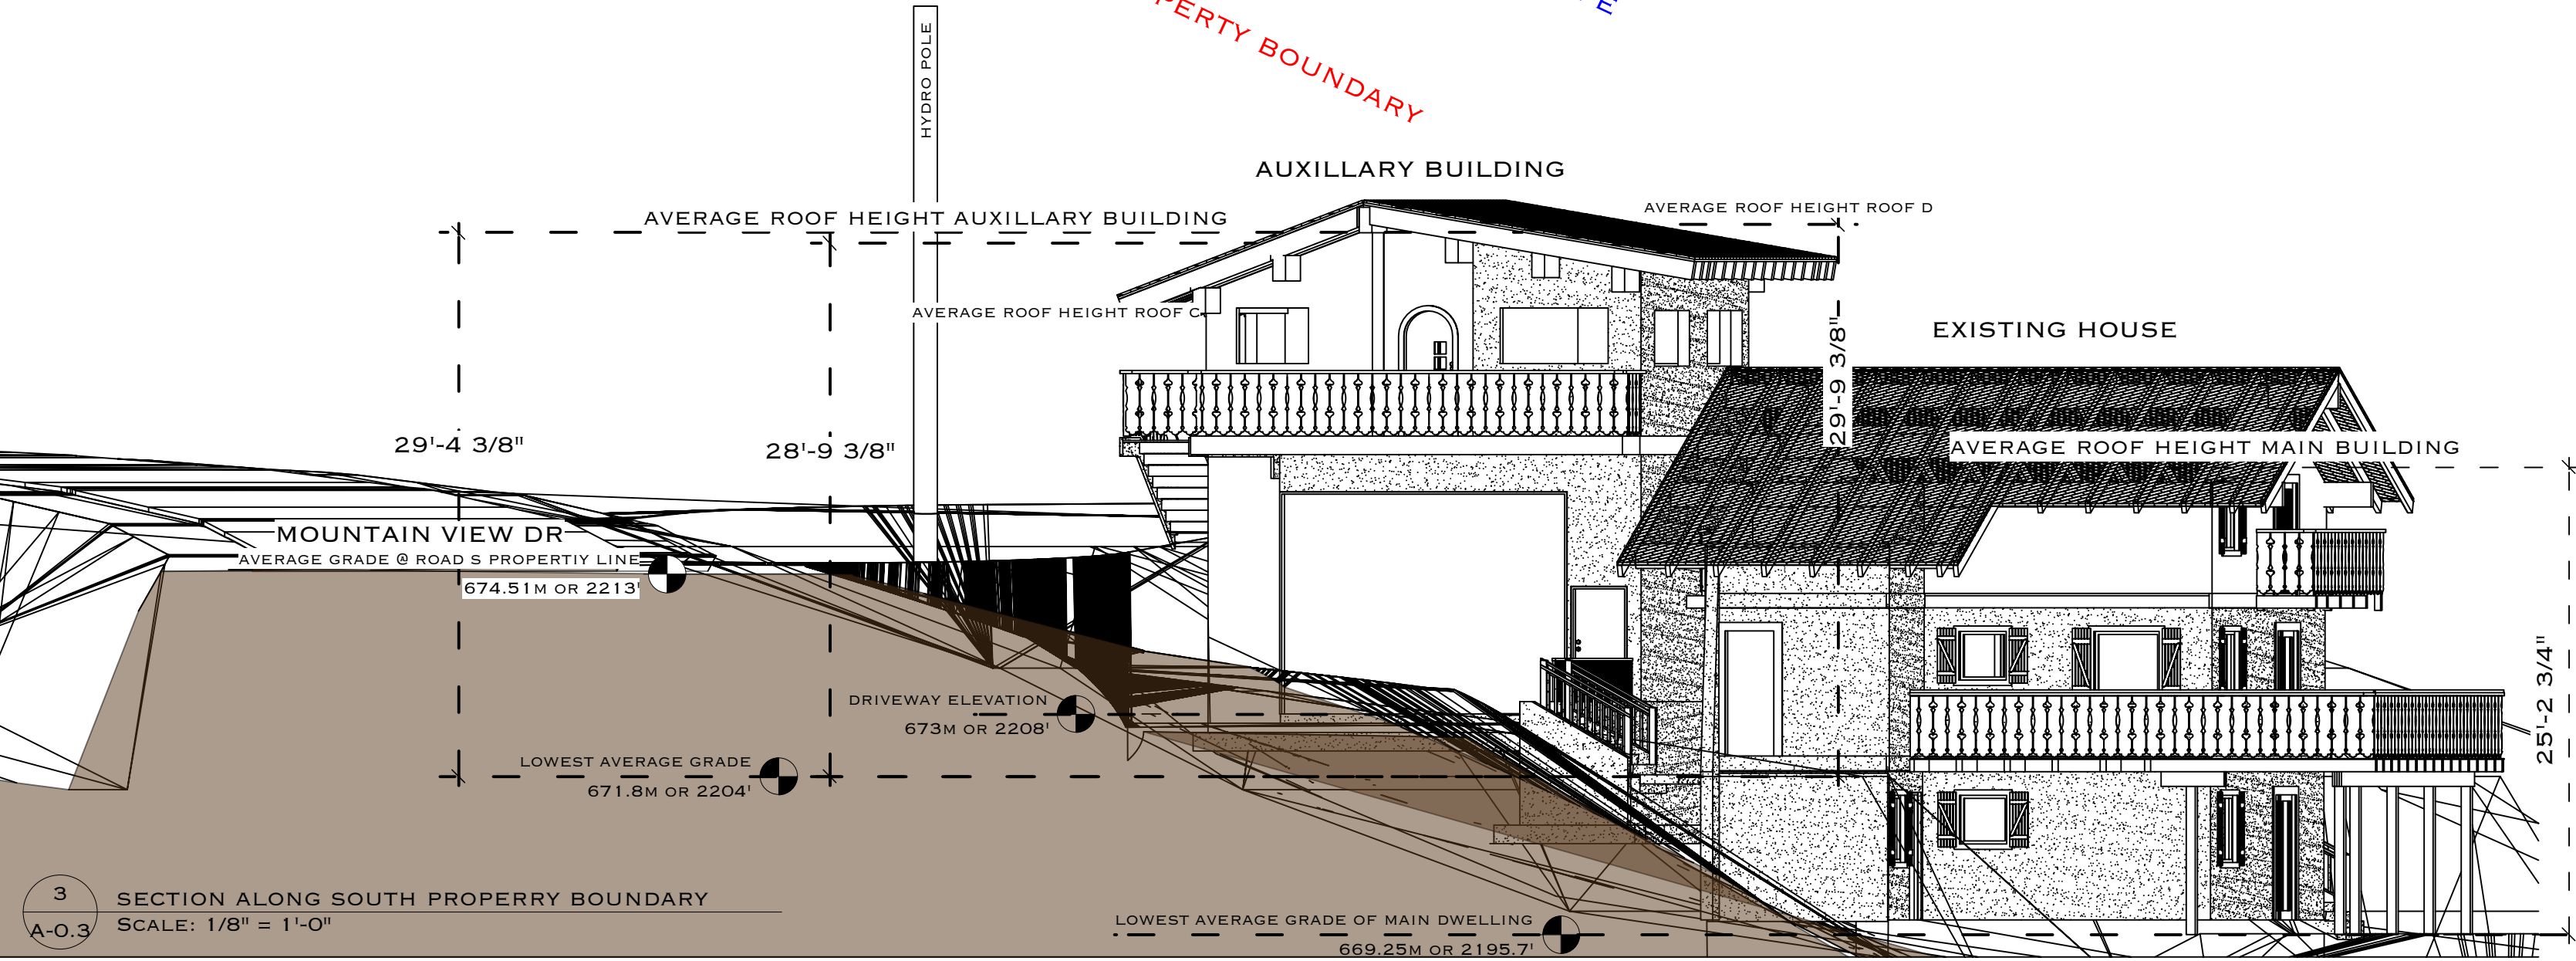 PERTY BOUNDARY
HYDRO POLE
AUXILLARY BUILDING
AVERAGE ROOF HEIGHT AUXILLARY BUILDING
AVERAGE ROOF HEIGHT ROOF D
AVERAGE ROOF HEIGHT ROOF C
29'-9 3/8"
EXISTING HOUSE
29'-4 3/8"
28'-9 3/8"
AVERAGE ROOF HEIGHT MAIN BUILDING
MOUNTAIN VIEW DR
AVERAGE GRADE @ ROAD S PROPERTIY LINE
674.51M OR 2213'
25'-2 3/4"
DRIVEWAY ELEVATION
673M OR 2208'
LOWEST AVERAGE GRADE
671.8M OR 2204'
3
A-0.3
SECTION ALONG SOUTH PROPERRY BOUNDARY
SCALE: 1/8" = 1'-0"
LOWEST AVERAGE GRADE OF MAIN DWELLING
669.25M OR 2195.7'